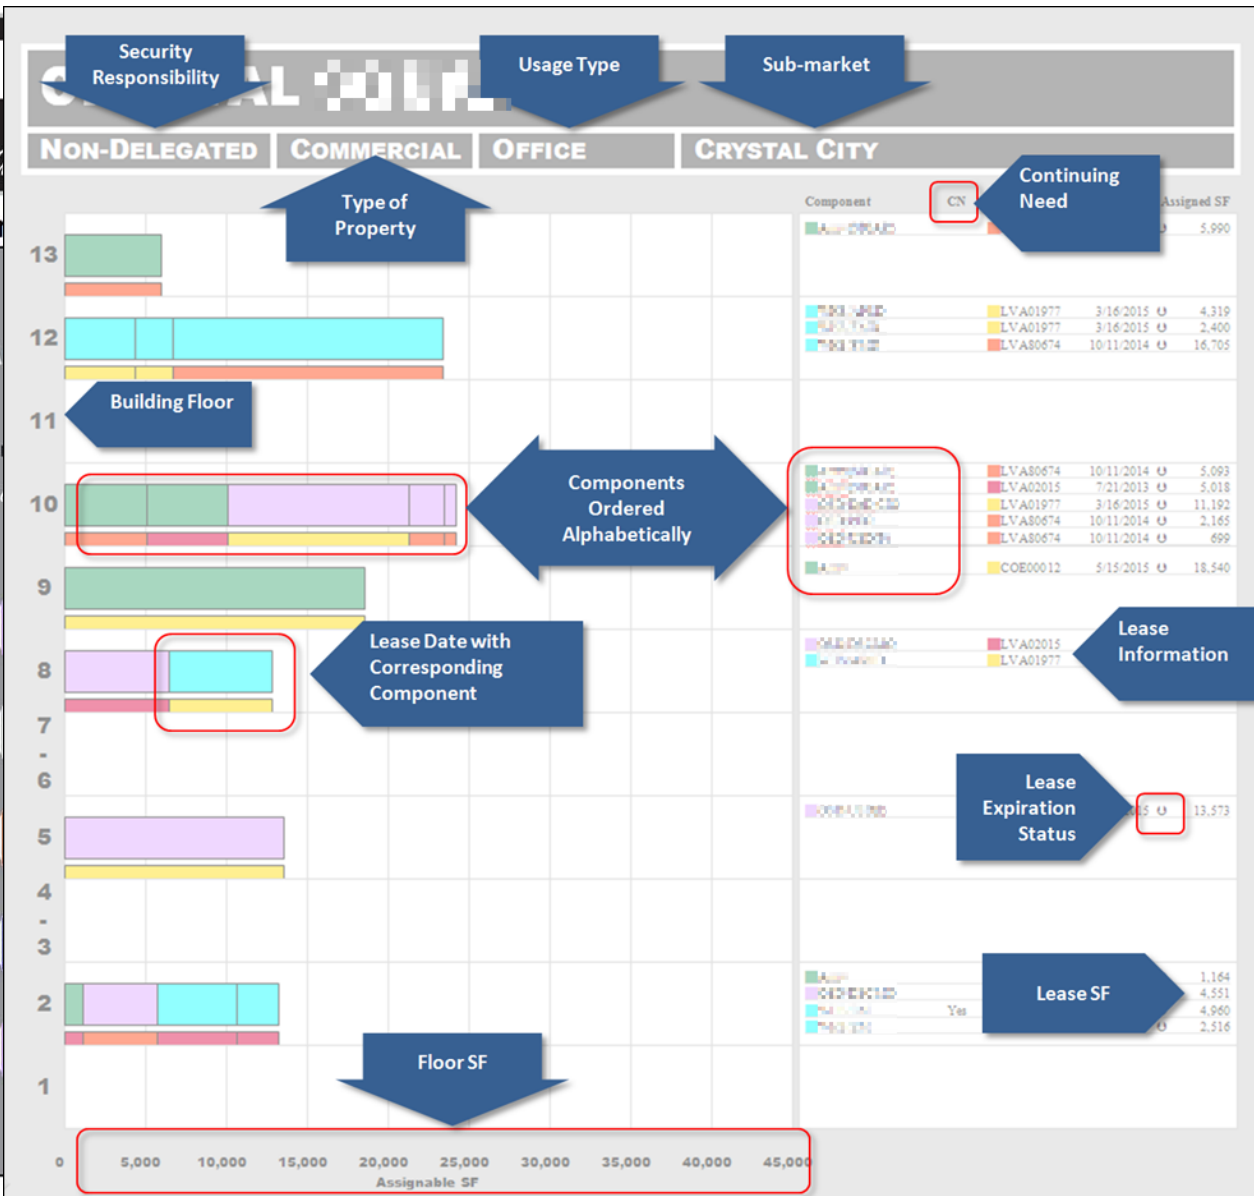 Security
Responsibility
Usage Type
Sub-market
NON-DELEGATED
COMMERCIAL
OFFICE
CRYSTAL CITY
Type of
Property
Continuing
Need
Component CN Assigned SF
13
5,990
12
LVA01977 3/16/2015 4,319
LVA01977 3/16/2015 2,400
LVA80674 10/11/2014 16,705
11
Building Floor
10
Components
Ordered
Alphabetically
LVA80674 10/11/2014 5,093
LVA02015 7/21/2013 5,018
LVA01977 3/16/2015 11,192
LVA80674 10/11/2014 2,165
LVA80674 10/11/2014 699
9
COE00012 5/15/2015 18,540
8
Lease Date with
Corresponding
Component
LVA02015
LVA01977
Lease
Information
7
-
6
Lease
Expiration
Status
5
13,573
4
-
3
2
1,164
4,551
Yes 4,960
2,516
Lease SF
1
Floor SF
0 5,000 10,000 15,000 20,000 25,000 30,000 35,000 40,000 45,000
Assignable SF